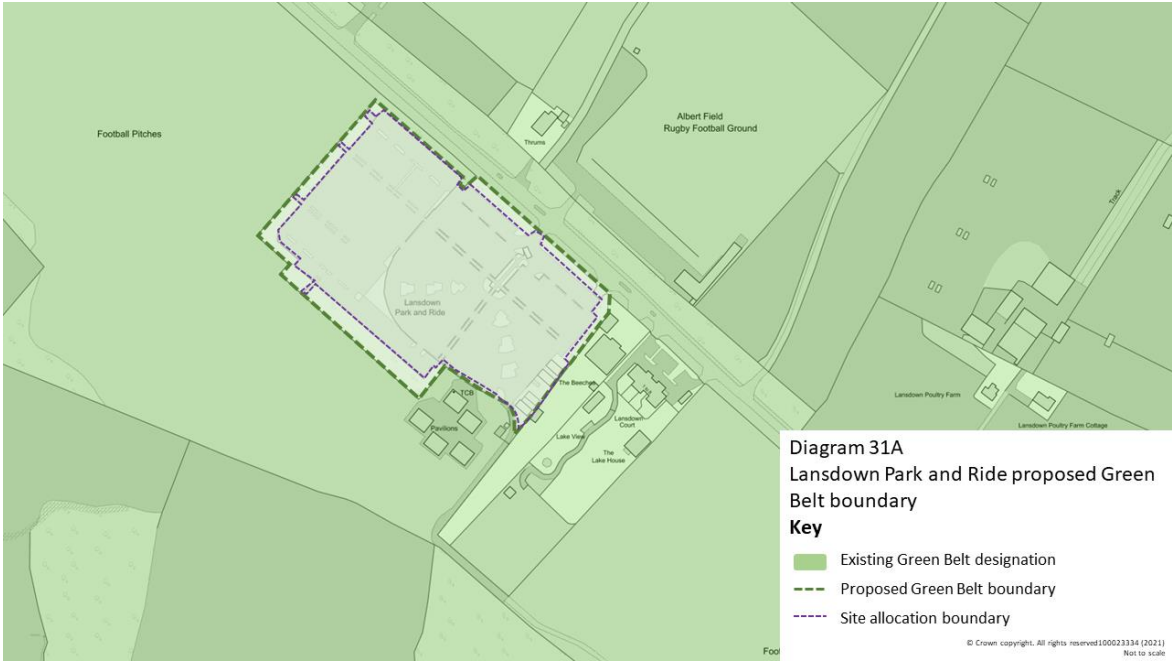 Football Pitches
Albert Field
Rugby Football Ground
Thrums
Track
Lansdown
Park and Ride
The Beeches
TCB
Pavilions
Lake View
Lansdown
Court
The
Lake House
Lansdown Poultry Farm
Lansdown Poultry Farm Cottage
Foot
Diagram 31A
Lansdown Park and Ride proposed Green
Belt boundary
Key
Existing Green Belt designation
Proposed Green Belt boundary
Site allocation boundary
© Crown copyright. All rights reserved100023334 (2021)
Not to scale